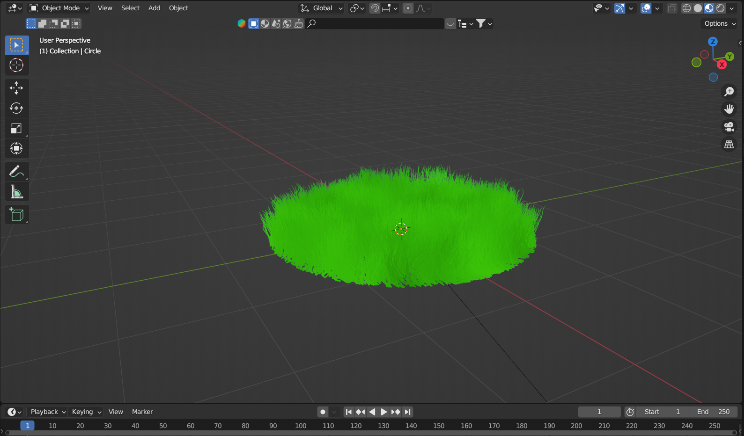 Object Mode View Select Add Object Global
Options
User Perspective
(1) Collection | Circle
Z
Y
X
Playback Keying View Marker 1 Start 1 End 250
1 10 20 30 40 50 60 70 80 90 100 110 120 130 140 150 160 170 180 190 200 210 220 230 240 250